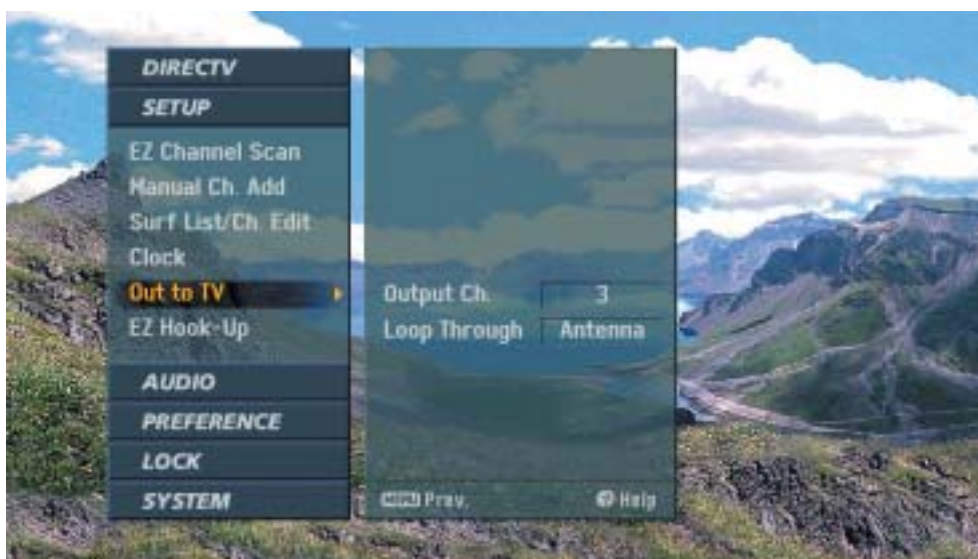 DIRECTV
SETUP
EZ Channel Scan
Manual Ch. Add
Surf List/Ch. Edit
Clock
Out to TV
EZ Hook-Up
AUDIO
PREFERENCE
LOCK
SYSTEM
Output Ch. 3
Loop Through Antenna
MENU Prev. Help